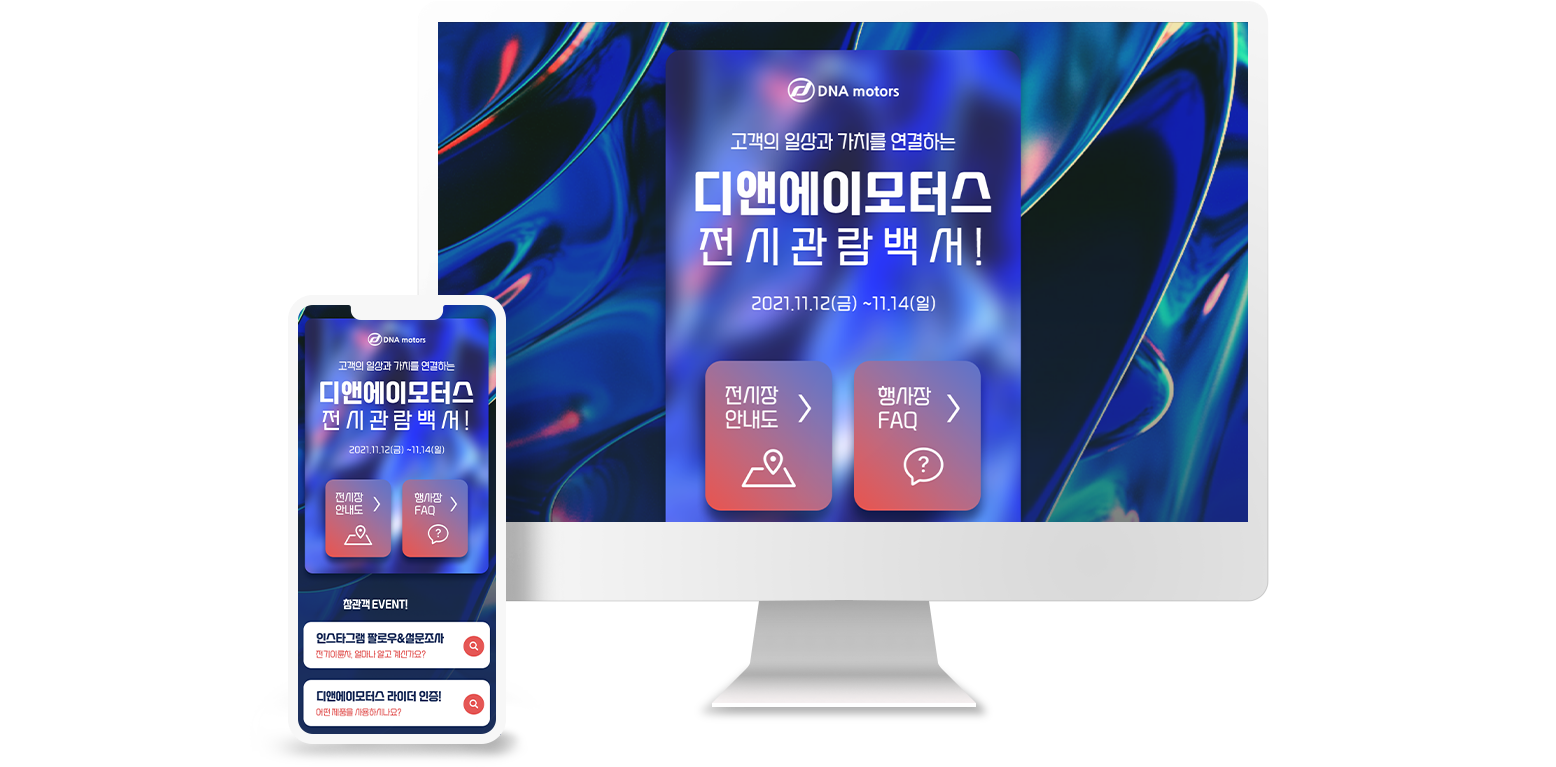 DNA motors
고객의 일상과 가치를 연결하는
디앤에이모터스
전시관람백서!
2021.11.12(금) ~11.14(일)
전시장
안내도
행사장
FAQ
DNA motors
고객의 일상과 가치를 연결하는
디앤에이모터스
전시관람백서!
2021.11.12(금) ~11.14(일)
전시장
안내도
행사장
FAQ
참관객 EVENT!
인스타그램 팔로우&설문조사
전기이륜차, 얼마나 알고 계신가요?
디앤에이모터스 라이더 인증!
어떤 제품을 사용하시나요?